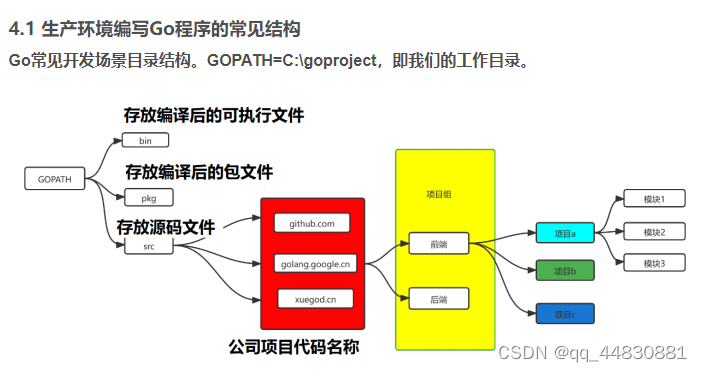 4.1 生产环境编写Go程序的常见结构
Go常见开发场景目录结构。GOPATH=C:\goproject，即我们的工作目录。
存放编译后的可执行文件
bin
GOPATH
存放编译后的包文件
pkg
存放源码文件
src
github.com
golang.google.cn
xuegod.cn
公司项目代码名称
项目组
前端
后端
项目a
项目b
项目c
模块1
模块2
模块3
CSDN @qq_44830881